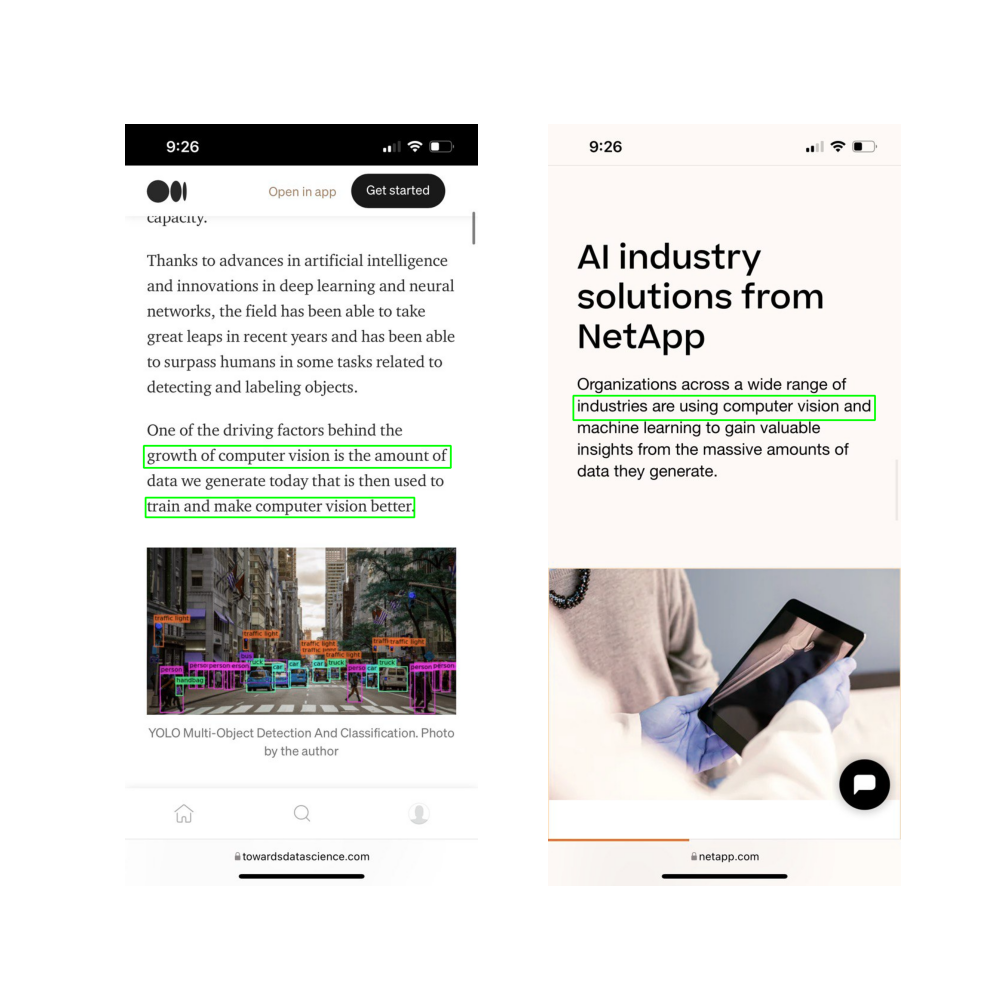 9:26
Open in app
Get started
capacity.
Thanks to advances in artificial intelligence
and innovations in deep learning and neural
networks, the field has been able to take
great leaps in recent years and has been able
to surpass humans in some tasks related to
detecting and labeling objects.
One of the driving factors behind the
growth of computer vision is the amount of
data we generate today that is then used to
train and make computer vision better.
traffic light
traffic light
traffic light
traffic light
traffic light
bus
truck
car
car
car
truck
car
truck
person
person
person
person
person
handbag
YOLO Multi-Object Detection And Classification. Photo
by the author
towardsdatascience.com
9:26
AI industry
solutions from
NetApp
Organizations across a wide range of
industries are using computer vision and
machine learning to gain valuable
insights from the massive amounts of
data they generate.
netapp.com